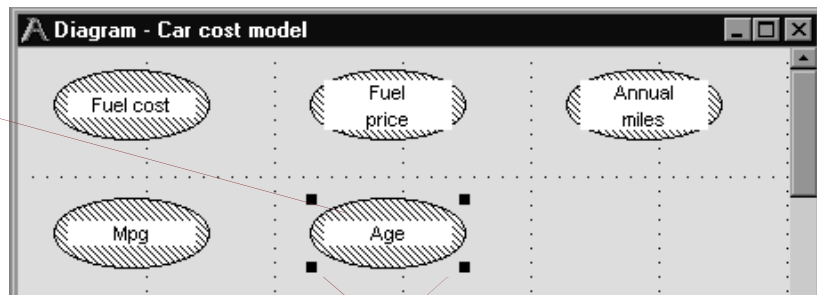 Diagram - Car cost model
Fuel cost
Fuel
price
Annual
miles
Mpg
Age